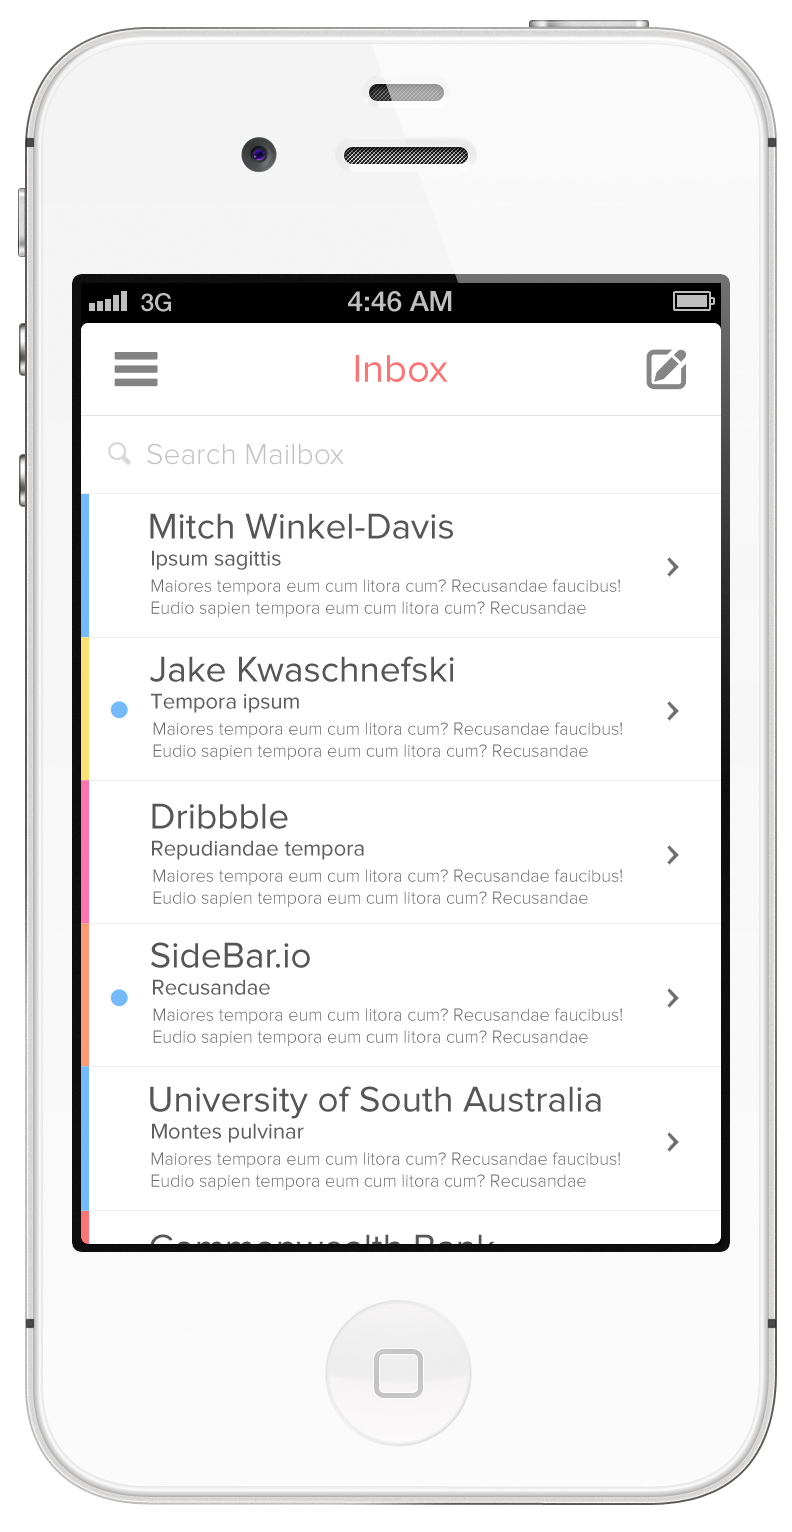 3G 4:46 AM
Inbox
Search Mailbox
Mitch Winkel-Davis
Ipsum sagittis
Maiores tempora eum cum litora cum? Recusandae faucibus!
Eudio sapien tempora eum cum litora cum? Recusandae
Jake Kwaschnefski
Tempora ipsum
Maiores tempora eum cum litora cum? Recusandae faucibus!
Eudio sapien tempora eum cum litora cum? Recusandae
Dribbble
Repudiandae tempora
Maiores tempora eum cum litora cum? Recusandae faucibus!
Eudio sapien tempora eum cum litora cum? Recusandae
SideBar.io
Recusandae
Maiores tempora eum cum litora cum? Recusandae faucibus!
Eudio sapien tempora eum cum litora cum? Recusandae
University of South Australia
Montes pulvinar
Maiores tempora eum cum litora cum? Recusandae faucibus!
Eudio sapien tempora eum cum litora cum? Recusandae
Commonwealth Bank